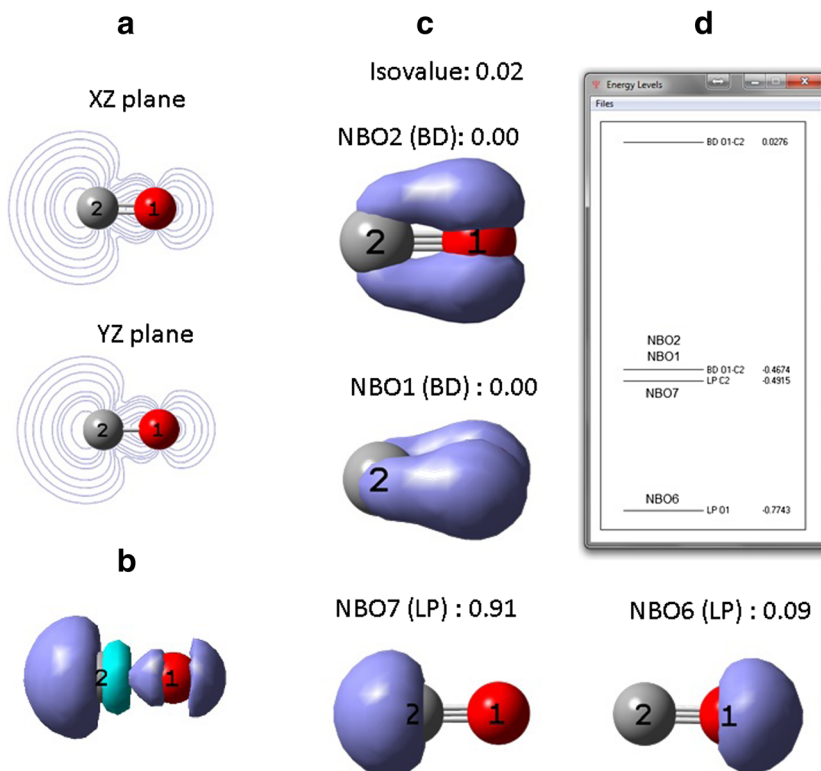 a
XZ plane
2 1
YZ plane
2 1
b
2 1
c
Isovalue: 0.02
NBO2 (BD): 0.00
2 1
NBO1 (BD) : 0.00
2
NBO7 (LP) : 0.91
2 1
d
Energy Levels
Files
BD O1-C2 0.0276
NBO2
NBO1
BD O1-C2 -0.4674
LP C2 -0.4915
NBO7
NBO6
LP O1 -0.7743
NBO6 (LP) : 0.09
2 1